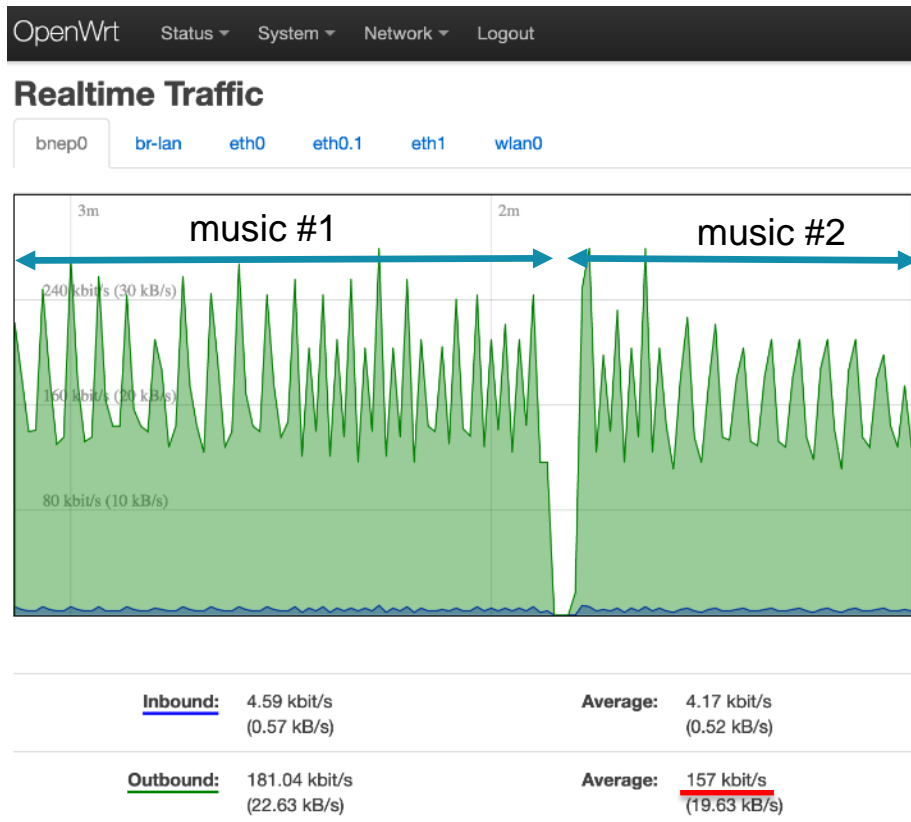 OpenWrt Status System Network Logout
Realtime Traffic
bnep0 br-lan eth0 eth0.1 eth1 wlan0
3m 2m
music #1 music #2
240 kbit/s (30 kB/s)
160 kbit/s (20 kB/s)
80 kbit/s (10 kB/s)
Inbound: 4.59 kbit/s Average: 4.17 kbit/s
(0.57 kB/s) (0.52 kB/s)
Outbound: 181.04 kbit/s Average: 157 kbit/s
(22.63 kB/s) (19.63 kB/s)